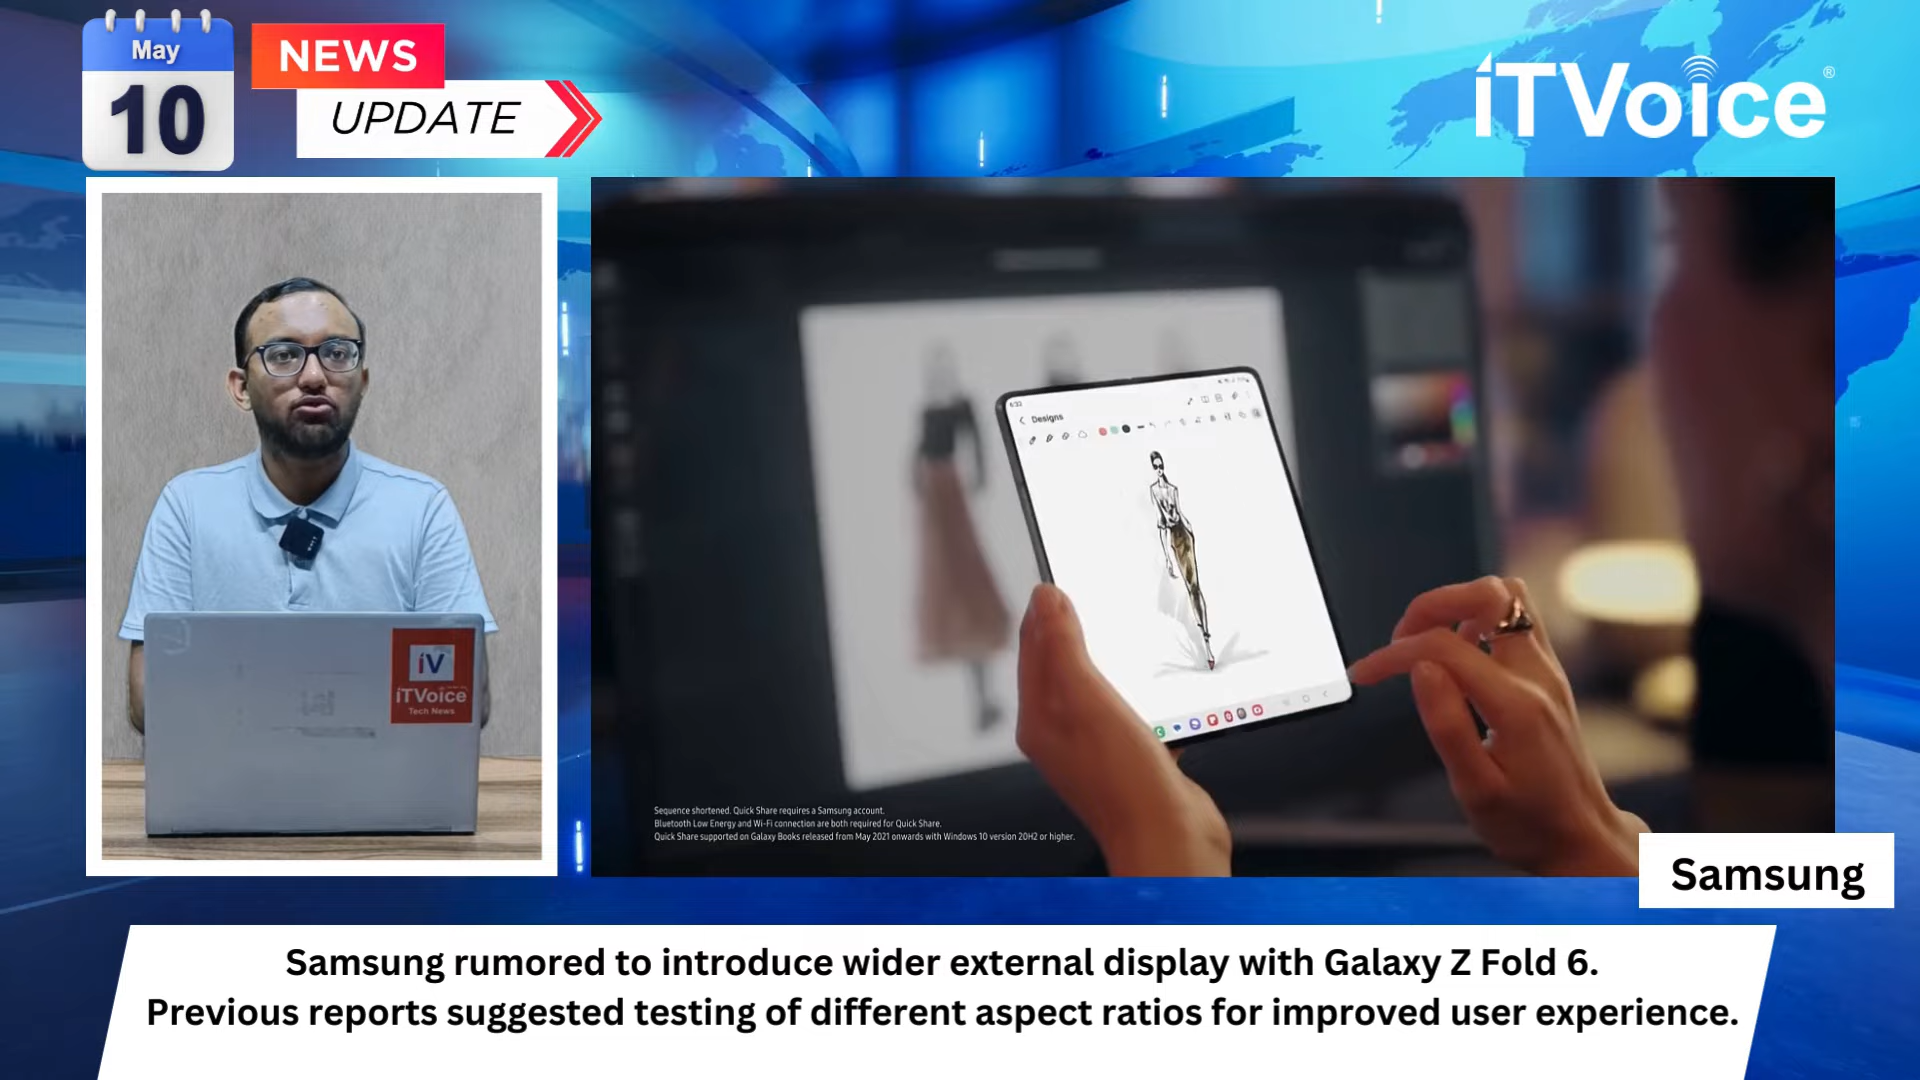 May
10
NEWS
UPDATE
iTVoice®
iV
iTVoice
Tech News
6:33
Designs
Sequence shortened. Quick Share requires a Samsung account.
Bluetooth Low Energy and Wi-Fi connection are both required for Quick Share.
Quick Share supported on Galaxy Books released from May 2021 onwards with Windows 10 version 20H2 or higher.
Samsung
Samsung rumored to introduce wider external display with Galaxy Z Fold 6.
Previous reports suggested testing of different aspect ratios for improved user experience.